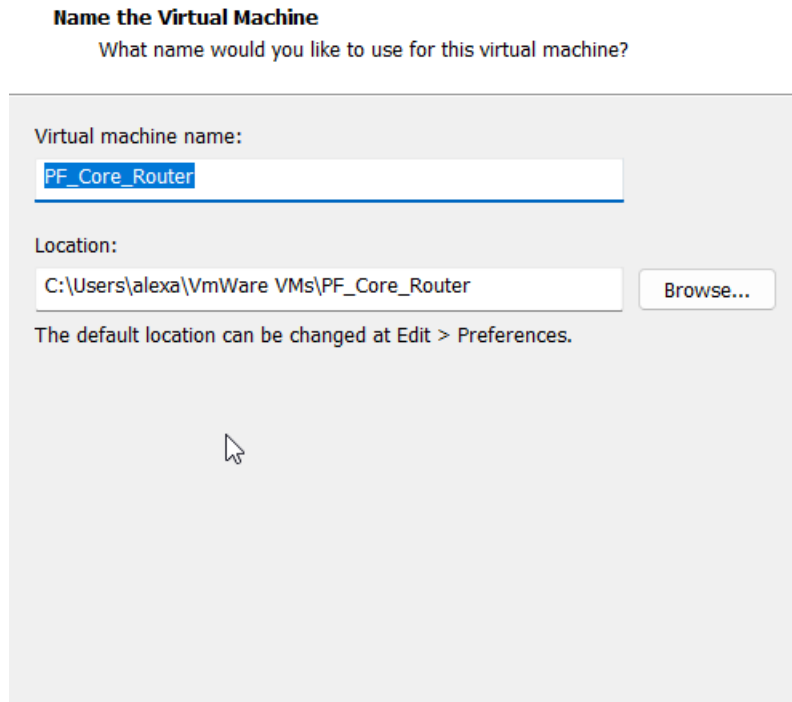 Name the Virtual Machine
What name would you like to use for this virtual machine?
Virtual machine name:
PF_Core_Router
Location:
C:\Users\alexa\VmWare VMs\PF_Core_Router
Browse...
The default location can be changed at Edit > Preferences.